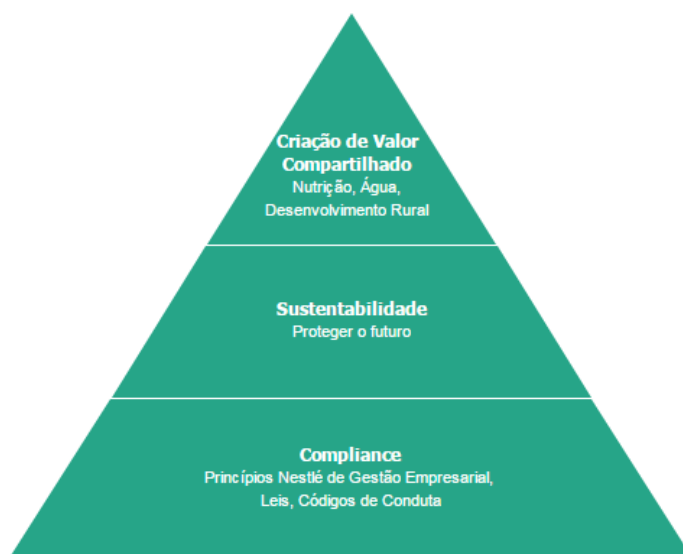 Criação de Valor
Compartilhado
Nutrição, Água,
Desenvolvimento Rural
Sustentabilidade
Proteger o futuro
Compliance
Princípios Nestlé de Gestão Empresarial,
Leis, Códigos de Conduta